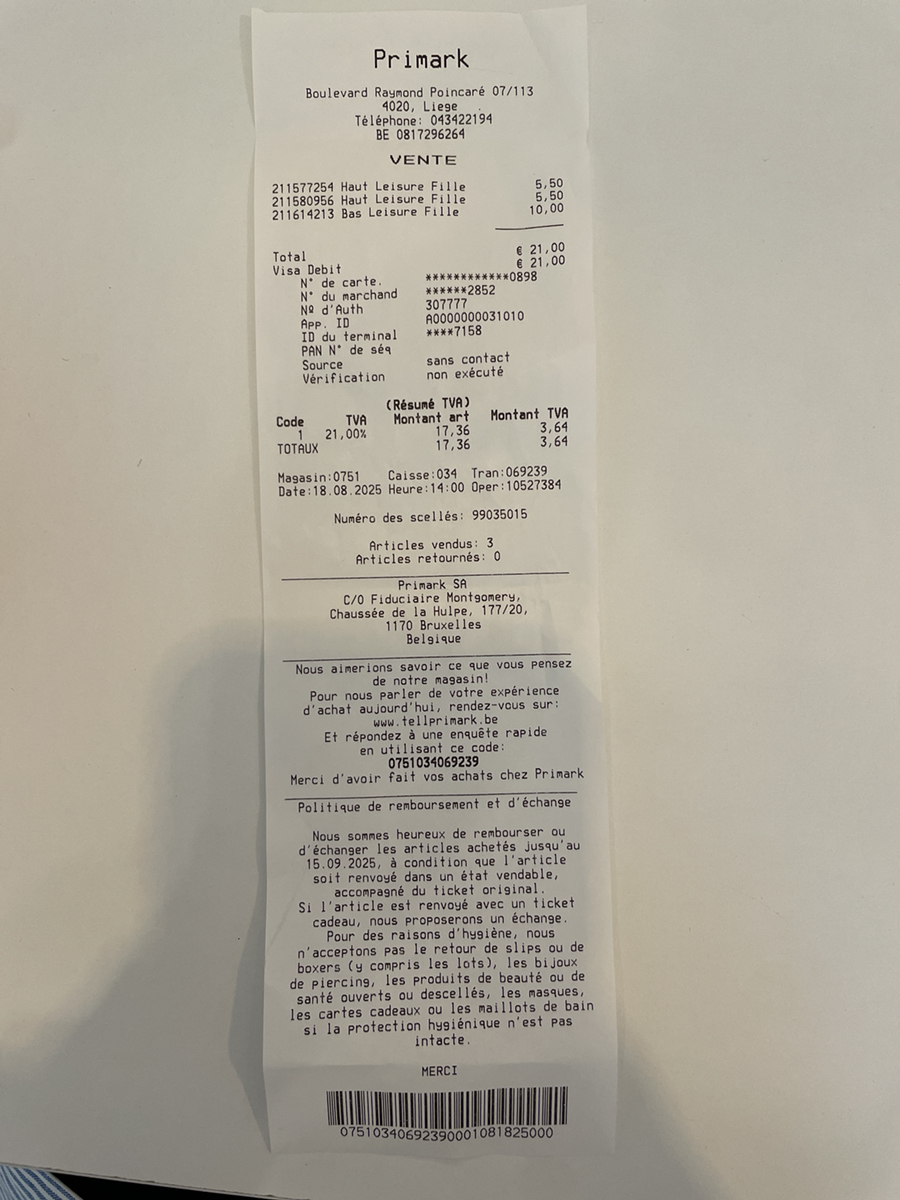 Primark
Boulevard Raymond Poincaré 07/113
4020, Liege
Téléphone: 043422194
BE 0817296264
VENTE
211577254 Haut Leisure Fille 5,50
211580956 Haut Leisure Fille 5,50
211614213 Bas Leisure Fille 10,00
Total € 21,00
Visa Debit € 21,00
N° de carte. ************0898
N° du marchand ******2852
Nº d'Auth 307777
App. ID A0000000031010
ID du terminal ****7158
PAN N° de séq
Source sans contact
Vérification non exécuté
(Résumé TVA)
Code TVA Montant art Montant TVA
1 21,00% 17,36 3,64
TOTAUX 17,36 3,64
Magasin:0751 Caisse:034 Tran:069239
Date:18.08.2025 Heure:14:00 Oper:10527384
Numéro des scellés: 99035015
Articles vendus: 3
Articles retournés: 0
Primark SA
C/O Fiduciaire Montgomery,
Chaussée de la Hulpe, 177/20,
1170 Bruxelles
Belgique
Nous aimerions savoir ce que vous pensez
de notre magasin!
Pour nous parler de votre expérience
d'achat aujourd'hui, rendez-vous sur:
www.tellprimark.be
Et répondez à une enquête rapide
en utilisant ce code:
0751034069239
Merci d'avoir fait vos achats chez Primark
Politique de remboursement et d'échange
Nous sommes heureux de rembourser ou
d'échanger les articles achetés jusqu'au
15.09.2025, à condition que l'article
soit renvoyé dans un état vendable,
accompagné du ticket original.
Si l'article est renvoyé avec un ticket
cadeau, nous proposerons un échange.
Pour des raisons d'hygiène, nous
n'acceptons pas le retour de slips ou de
boxers (y compris les lots), les bijoux
de piercing, les produits de beauté ou de
santé ouverts ou descellés, les masques,
les cartes cadeaux ou les maillots de bain
si la protection hygiénique n'est pas
intacte.
MERCI
07510340692390001081825000